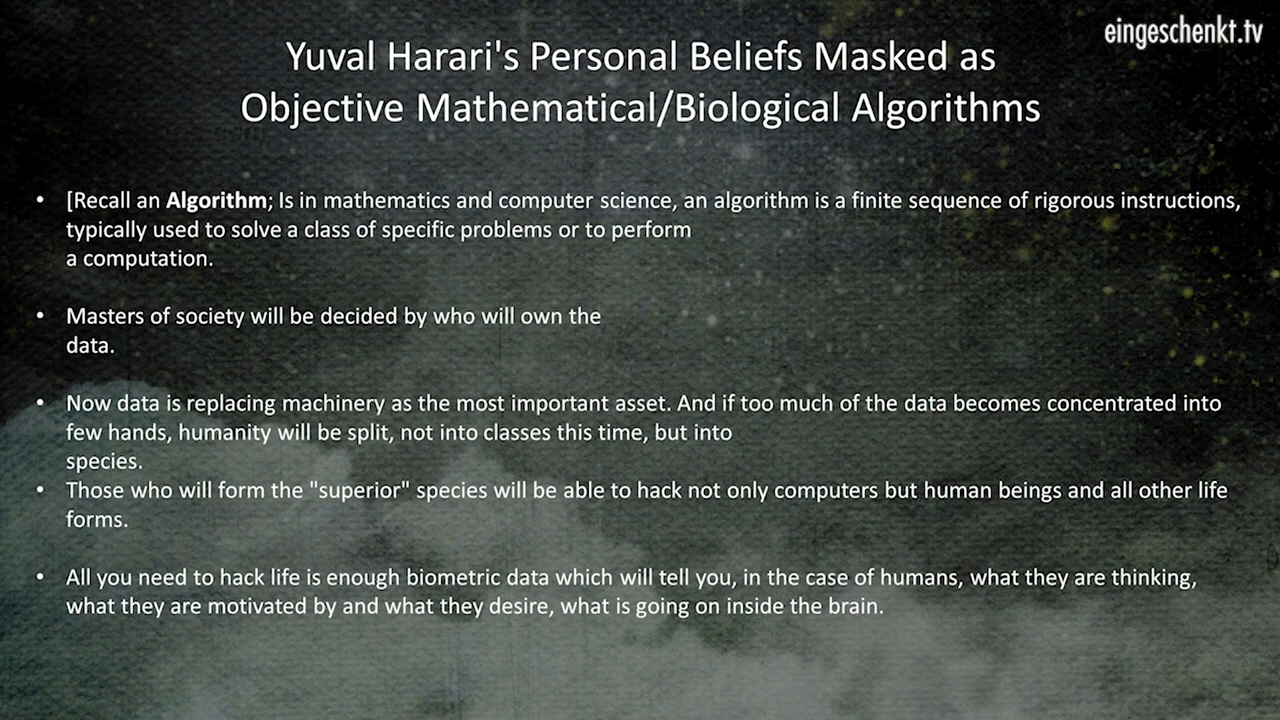 eingeschenkt.tv
Yuval Harari's Personal Beliefs Masked as
Objective Mathematical/Biological Algorithms
• [Recall an Algorithm; Is in mathematics and computer science, an algorithm is a finite sequence of rigorous instructions,
typically used to solve a class of specific problems or to perform
a computation.
• Masters of society will be decided by who will own the
data.
• Now data is replacing machinery as the most important asset. And if too much of the data becomes concentrated into
few hands, humanity will be split, not into classes this time, but into
species.
• Those who will form the "superior" species will be able to hack not only computers but human beings and all other life
forms.
• All you need to hack life is enough biometric data which will tell you, in the case of humans, what they are thinking,
what they are motivated by and what they desire, what is going on inside the brain.